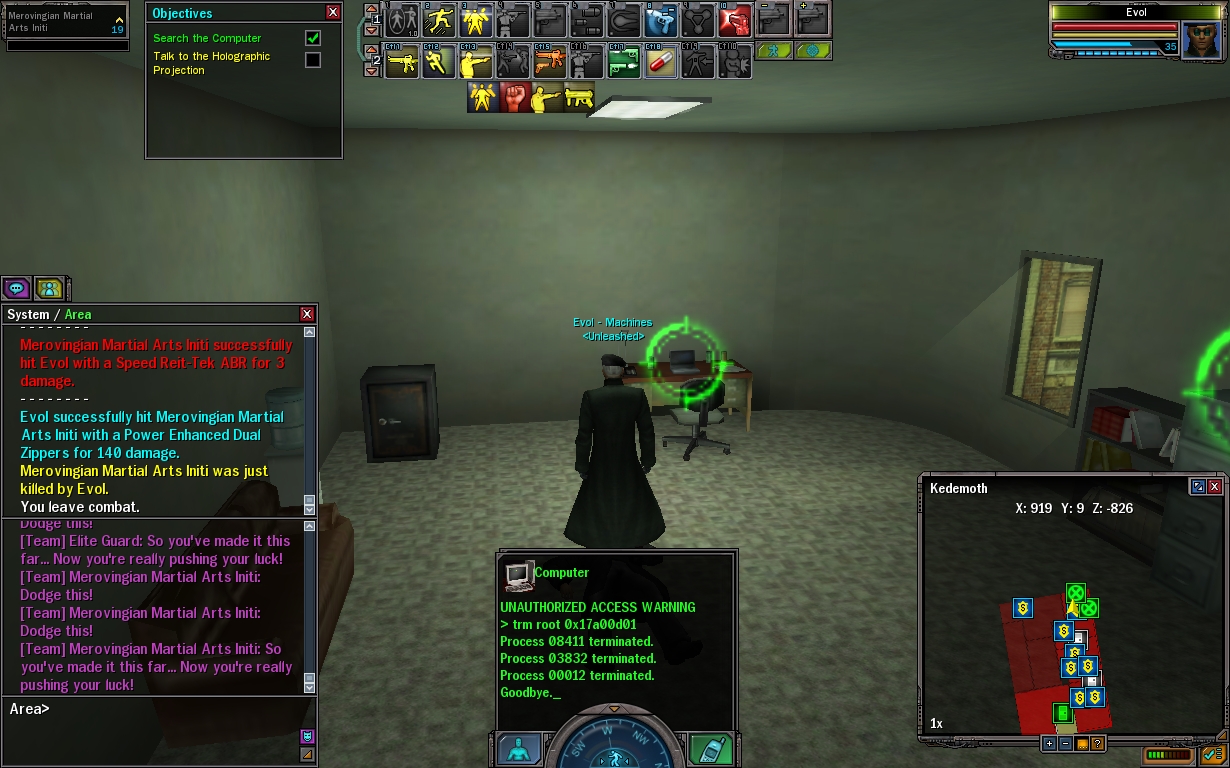 Merovingian Martial
Arts Initi
19
Objectives
Search the Computer
Talk to the Holographic
Projection
1
2
Evol
35
Evol - Machines
<Unleashed>
System / Area
Merovingian Martial Arts Initi successfully
hit Evol with a Speed Reit-Tek ABR for 3
damage.
- - - - - - - -
Evol successfully hit Merovingian Martial
Arts Initi with a Power Enhanced Dual
Zippers for 140 damage.
Merovingian Martial Arts Initi was just
killed by Evol.
You leave combat.
Dodge this!
[Team] Elite Guard: So you've made it this
far... Now you're really pushing your luck!
[Team] Merovingian Martial Arts Initi:
Dodge this!
[Team] Merovingian Martial Arts Initi:
Dodge this!
[Team] Merovingian Martial Arts Initi: So
you've made it this far... Now you're really
pushing your luck!
Area>
Computer
UNAUTHORIZED ACCESS WARNING
> trm root 0x17a00d01
Process 08411 terminated.
Process 03832 terminated.
Process 00012 terminated.
Goodbye._
SW W NW
Kedemoth
X: 919 Y: 9 Z: -826
1x